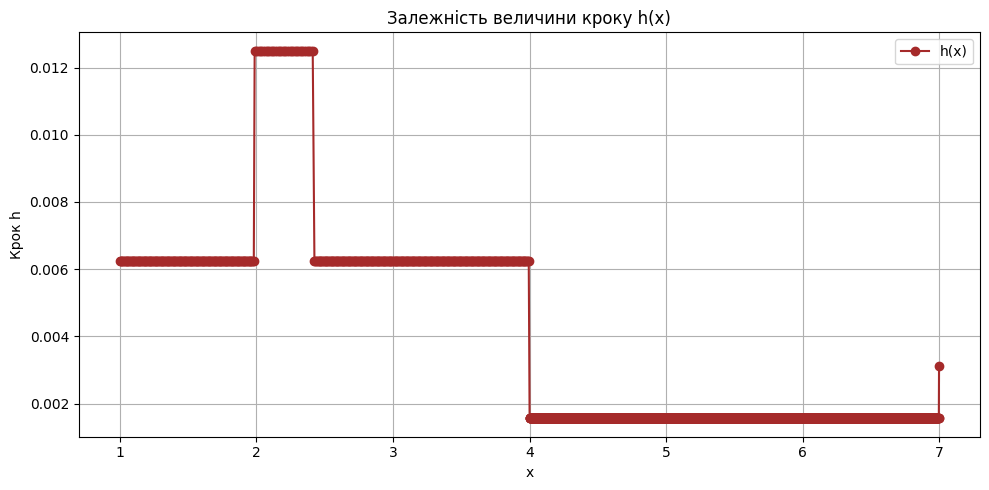 Залежність величини кроку h(x)
h(x)
0.012
0.010
0.008
0.006
0.004
0.002
Крок h
1 2 3 4 5 6 7
x